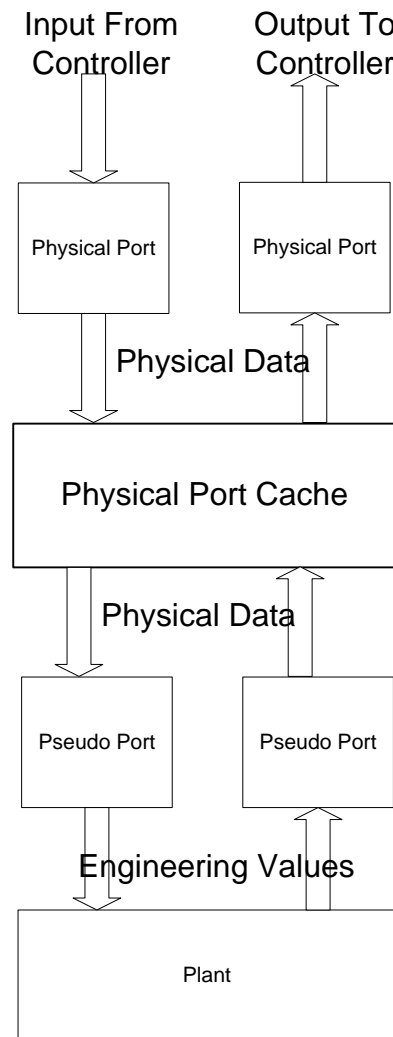 Input From
Controller
Output To
Controller
Physical Port
Physical Port
Physical Data
Physical Port Cache
Physical Data
Pseudo Port
Pseudo Port
Engineering Values
Plant